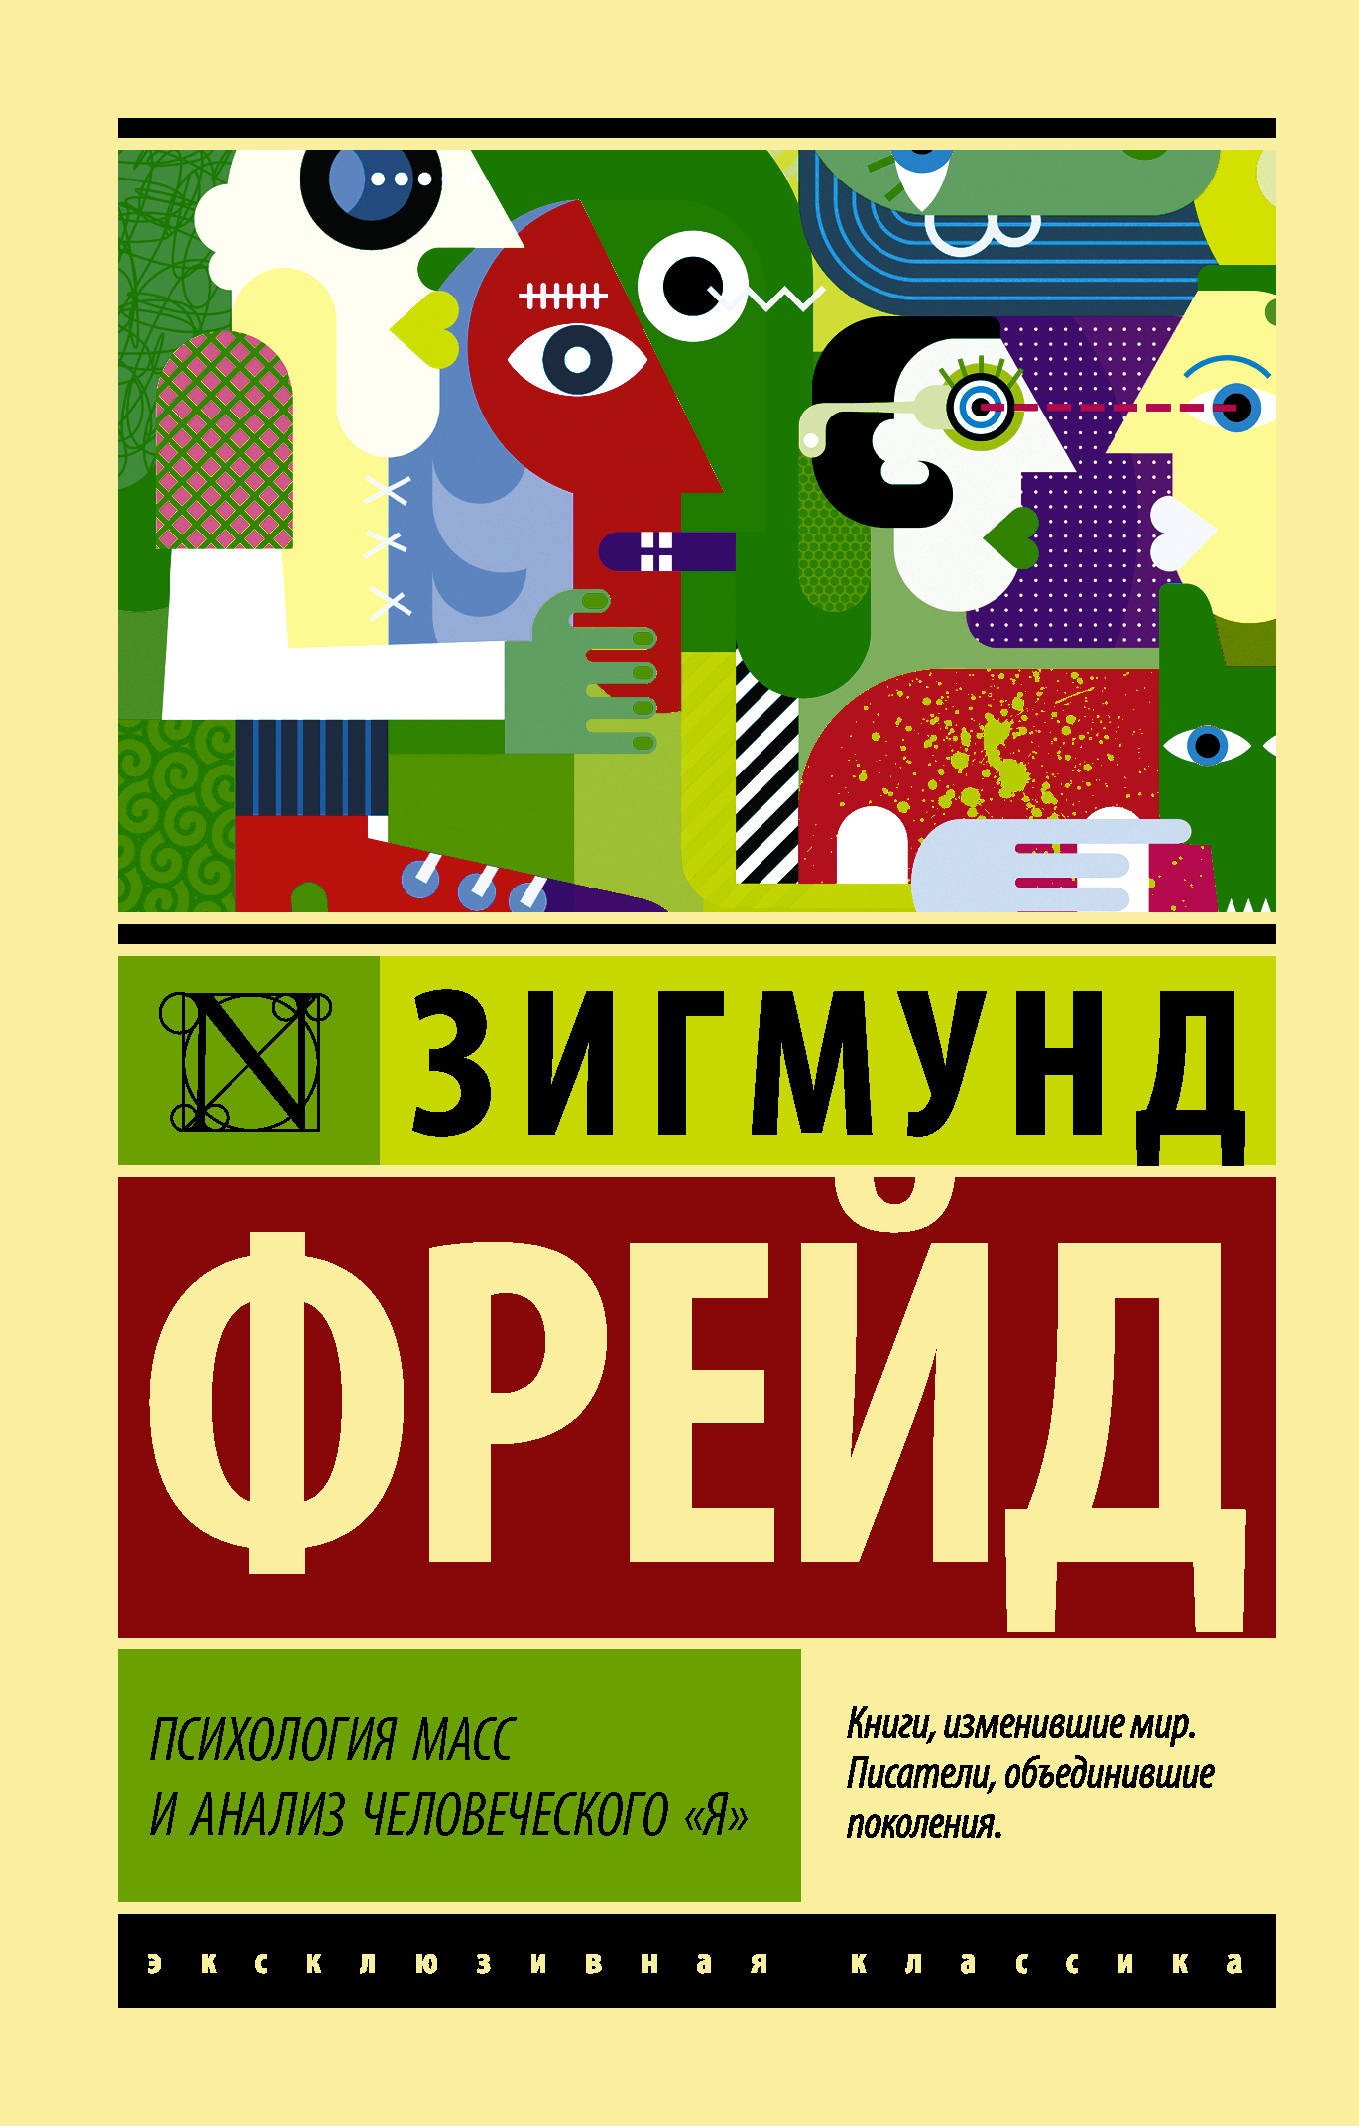 N
ЗИГМУНД
ФРЕЙД
ПСИХОЛОГИЯ МАСС
И АНАЛИЗ ЧЕЛОВЕЧЕСКОГО «Я»
Книги, изменившие мир.
Писатели, объединившие
поколения.
эксклюзивная классика